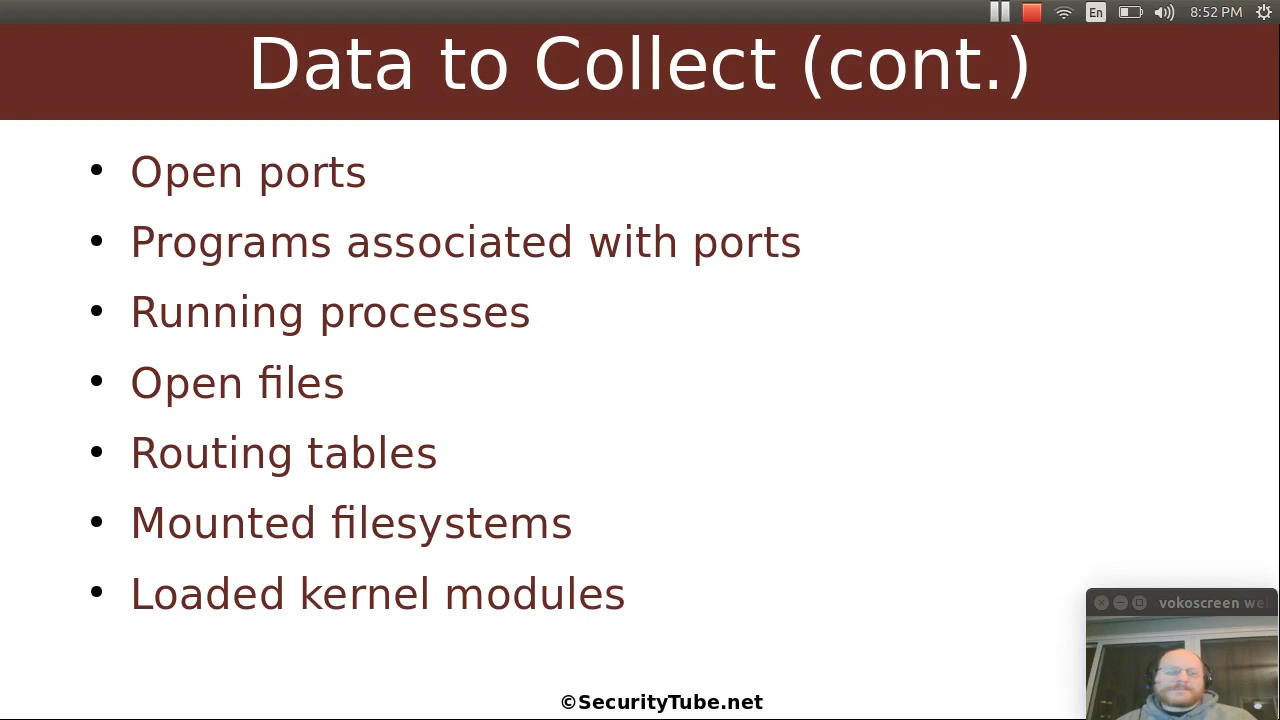 En
8:52 PM
Data to Collect (cont.)
• Open ports
• Programs associated with ports
• Running processes
• Open files
• Routing tables
• Mounted filesystems
• Loaded kernel modules
vokoscreen we
©SecurityTube.net